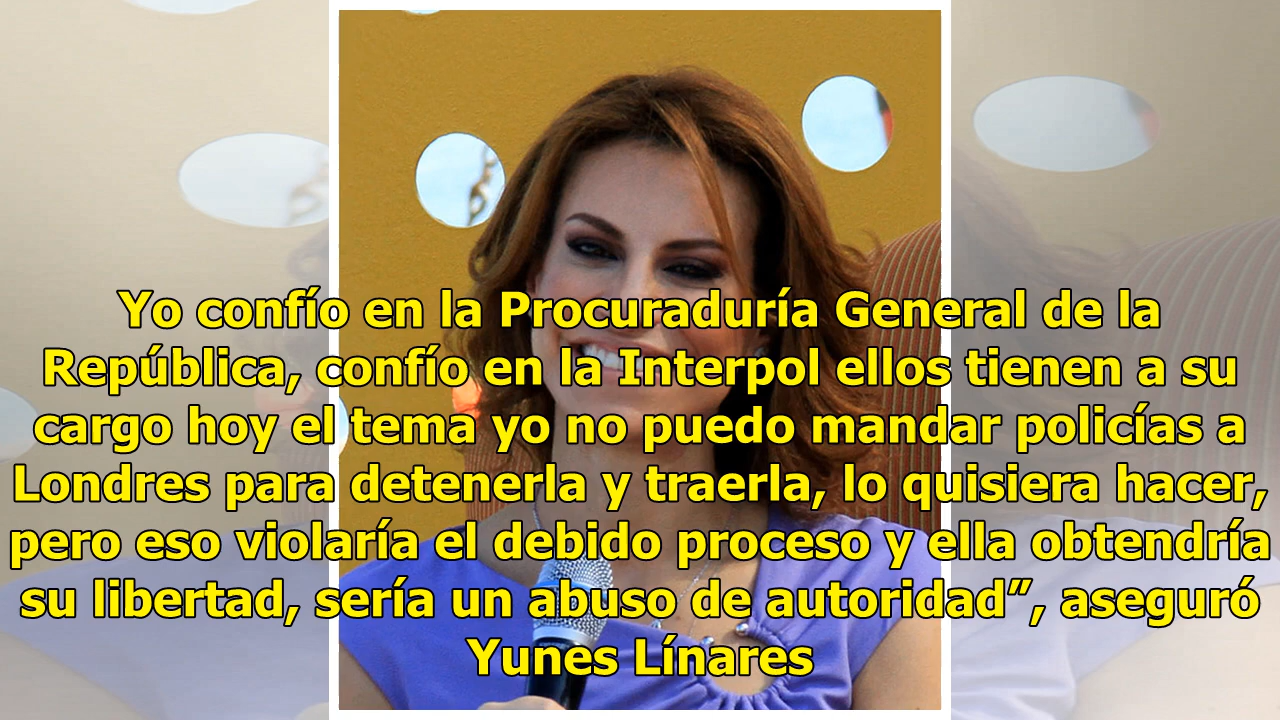 Yo confío en la Procuraduría General de la
República, confío en la Interpol ellos tienen a su
cargo hoy el tema yo no puedo mandar policías a
Londres para detenerla y traerla, lo quisiera hacer,
pero eso violaría el debido proceso y ella obtendría
su libertad, sería un abuso de autoridad”, aseguró
Yunes Línares